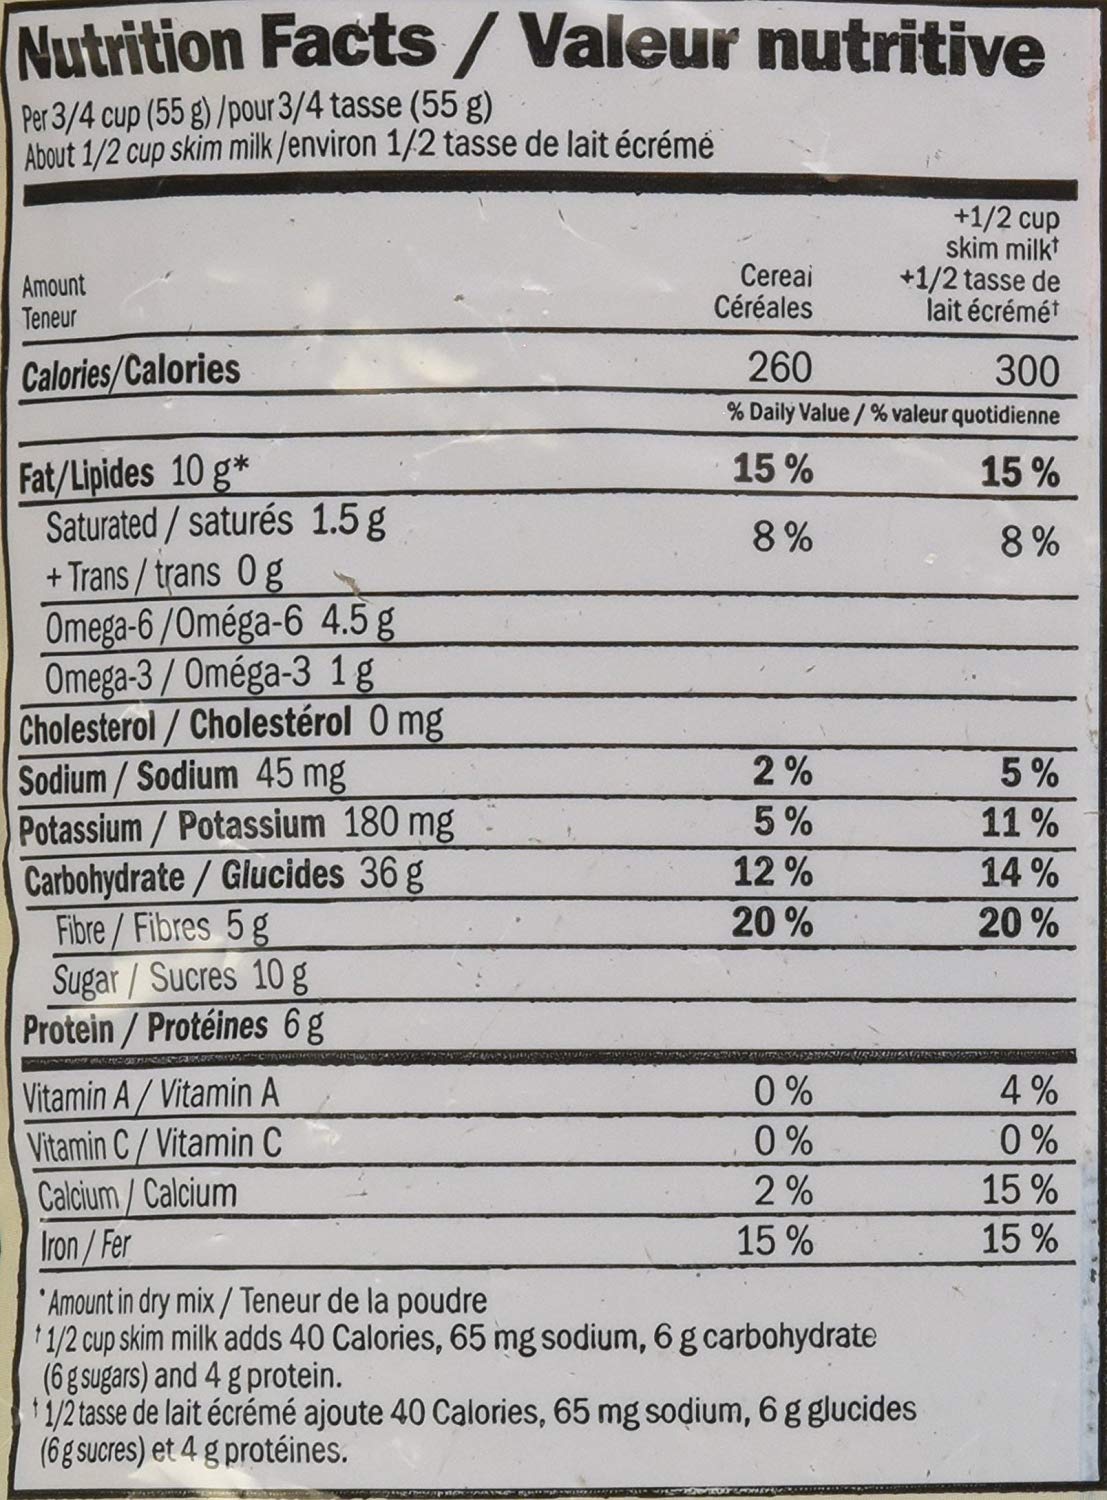 Nutrition Facts / Valeur nutritive
Per 3/4 cup (55 g) / pour 3/4 tasse (55 g)
About 1/2 cup skim milk / environ 1/2 tasse de lait écrémé
+1/2 cup
skim milk†
Cereal +1/2 tasse de
Amount
Céréales lait écrémé†
Teneur
Calories/Calories 260 300
% Daily Value / % valeur quotidienne
Fat/Lipides 10 g* 15 % 15 %
Saturated / saturés 1.5 g 8 % 8 %
+ Trans / trans 0 g
Omega-6 / Oméga-6 4.5 g
Omega-3 / Oméga-3 1 g
Cholesterol / Cholestérol 0 mg
Sodium / Sodium 45 mg 2 % 5 %
Potassium / Potassium 180 mg 5 % 11 %
Carbohydrate / Glucides 36 g 12 % 14 %
Fibre / Fibres 5 g 20 % 20 %
Sugar / Sucres 10 g
Protein / Protéines 6 g
Vitamin A / Vitamin A 0 % 4 %
Vitamin C / Vitamin C 0 % 0 %
Calcium / Calcium 2 % 15 %
Iron / Fer 15 % 15 %
*Amount in dry mix / Teneur de la poudre
†1/2 cup skim milk adds 40 Calories, 65 mg sodium, 6 g carbohydrate
(6 g sugars) and 4 g protein.
†1/2 tasse de lait écrémé ajoute 40 Calories, 65 mg sodium, 6 g glucides
(6 g sucres) et 4 g protéines.